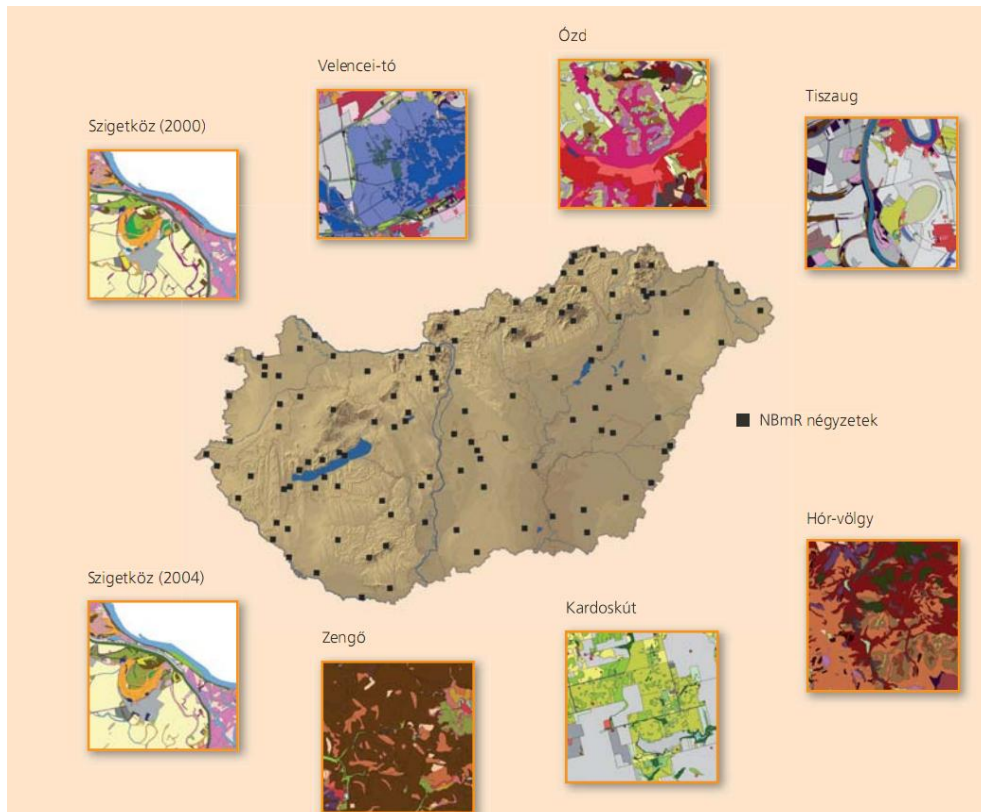 Ózd
Velencei-tó
Tiszaug
Szigetköz (2000)
NBmR négyzetek
Hór-völgy
Szigetköz (2004)
Kardoskút
Zengő